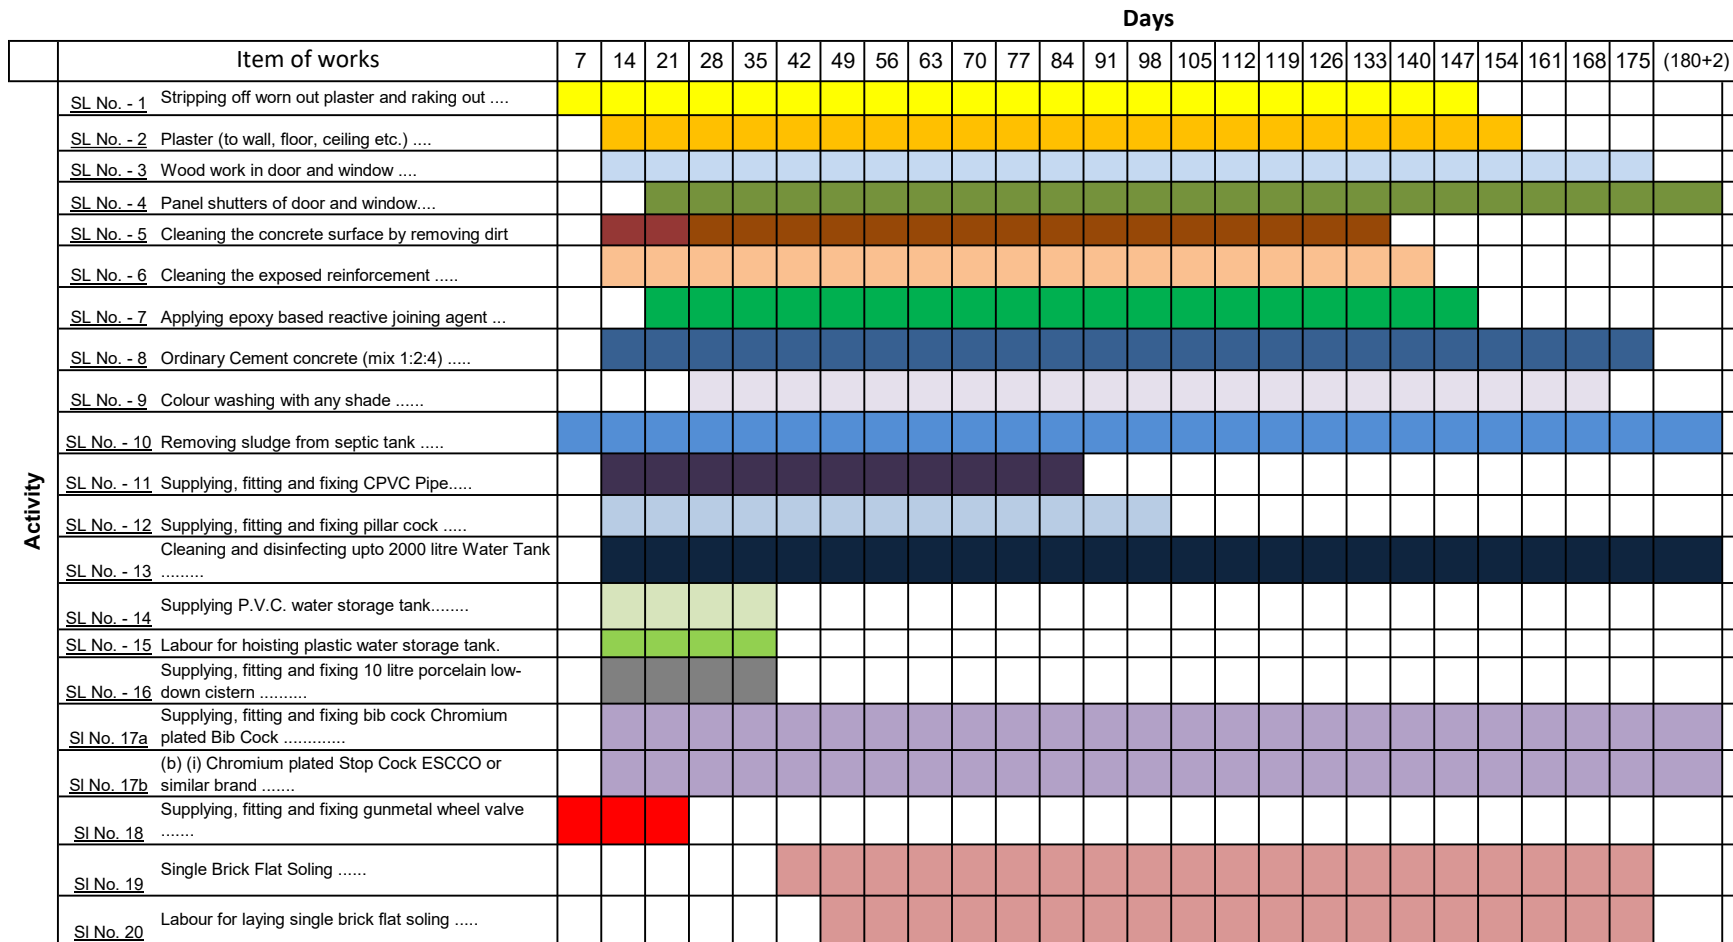 Days
Item of works 7 14 21 28 35 42 49 56 63 70 77 84 91 98 105 112 119 126 133 140 147 154 161 168 175 (180+2)
Activity
SL No. - 1 Stripping off worn out plaster and raking out ....
SL No. - 2 Plaster (to wall, floor, ceiling etc.) ....
SL No. - 3 Wood work in door and window ....
SL No. - 4 Panel shutters of door and window....
SL No. - 5 Cleaning the concrete surface by removing dirt
SL No. - 6 Cleaning the exposed reinforcement .....
SL No. - 7 Applying epoxy based reactive joining agent ...
SL No. - 8 Ordinary Cement concrete (mix 1:2:4) .....
SL No. - 9 Colour washing with any shade ......
SL No. - 10 Removing sludge from septic tank .....
SL No. - 11 Supplying, fitting and fixing CPVC Pipe.....
SL No. - 12 Supplying, fitting and fixing pillar cock .....
Cleaning and disinfecting upto 2000 litre Water Tank
SL No. - 13 .........
SL No. - 14 Supplying P.V.C. water storage tank........
SL No. - 15 Labour for hoisting plastic water storage tank.
Supplying, fitting and fixing 10 litre porcelain low-
SL No. - 16 down cistern ..........
Supplying, fitting and fixing bib cock Chromium
Sl No. 17a plated Bib Cock .............
(b) (i) Chromium plated Stop Cock ESCCO or
Sl No. 17b similar brand .......
Supplying, fitting and fixing gunmetal wheel valve
Sl No. 18 .......
Sl No. 19 Single Brick Flat Soling ......
Sl No. 20 Labour for laying single brick flat soling .....